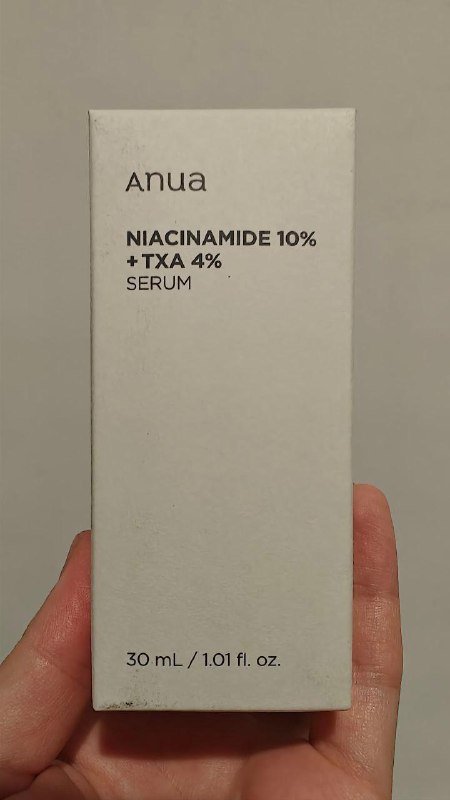 Anua
NIACINAMIDE 10%
+ TXA 4%
SERUM
30 mL / 1.01 fl. oz.